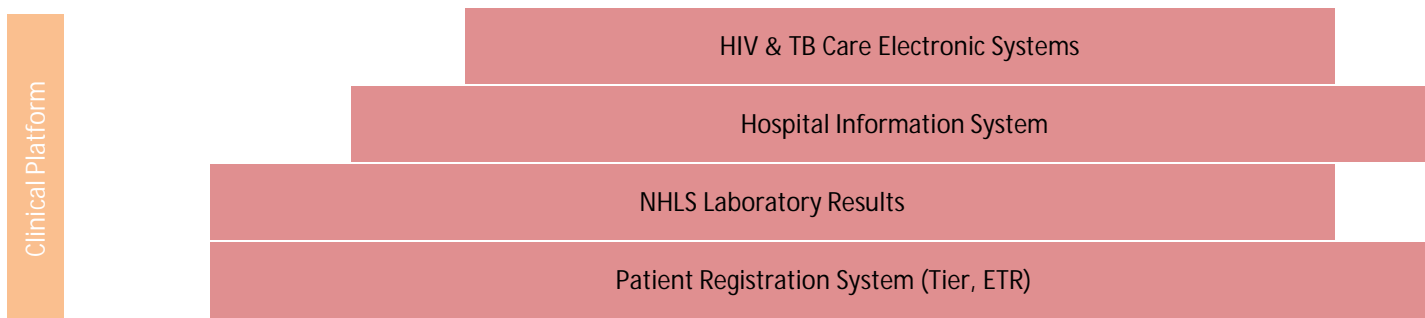 Clinical Platform
HIV & TB Care Electronic Systems
Hospital Information System
NHLS Laboratory Results
Patient Registration System (Tier, ETR)